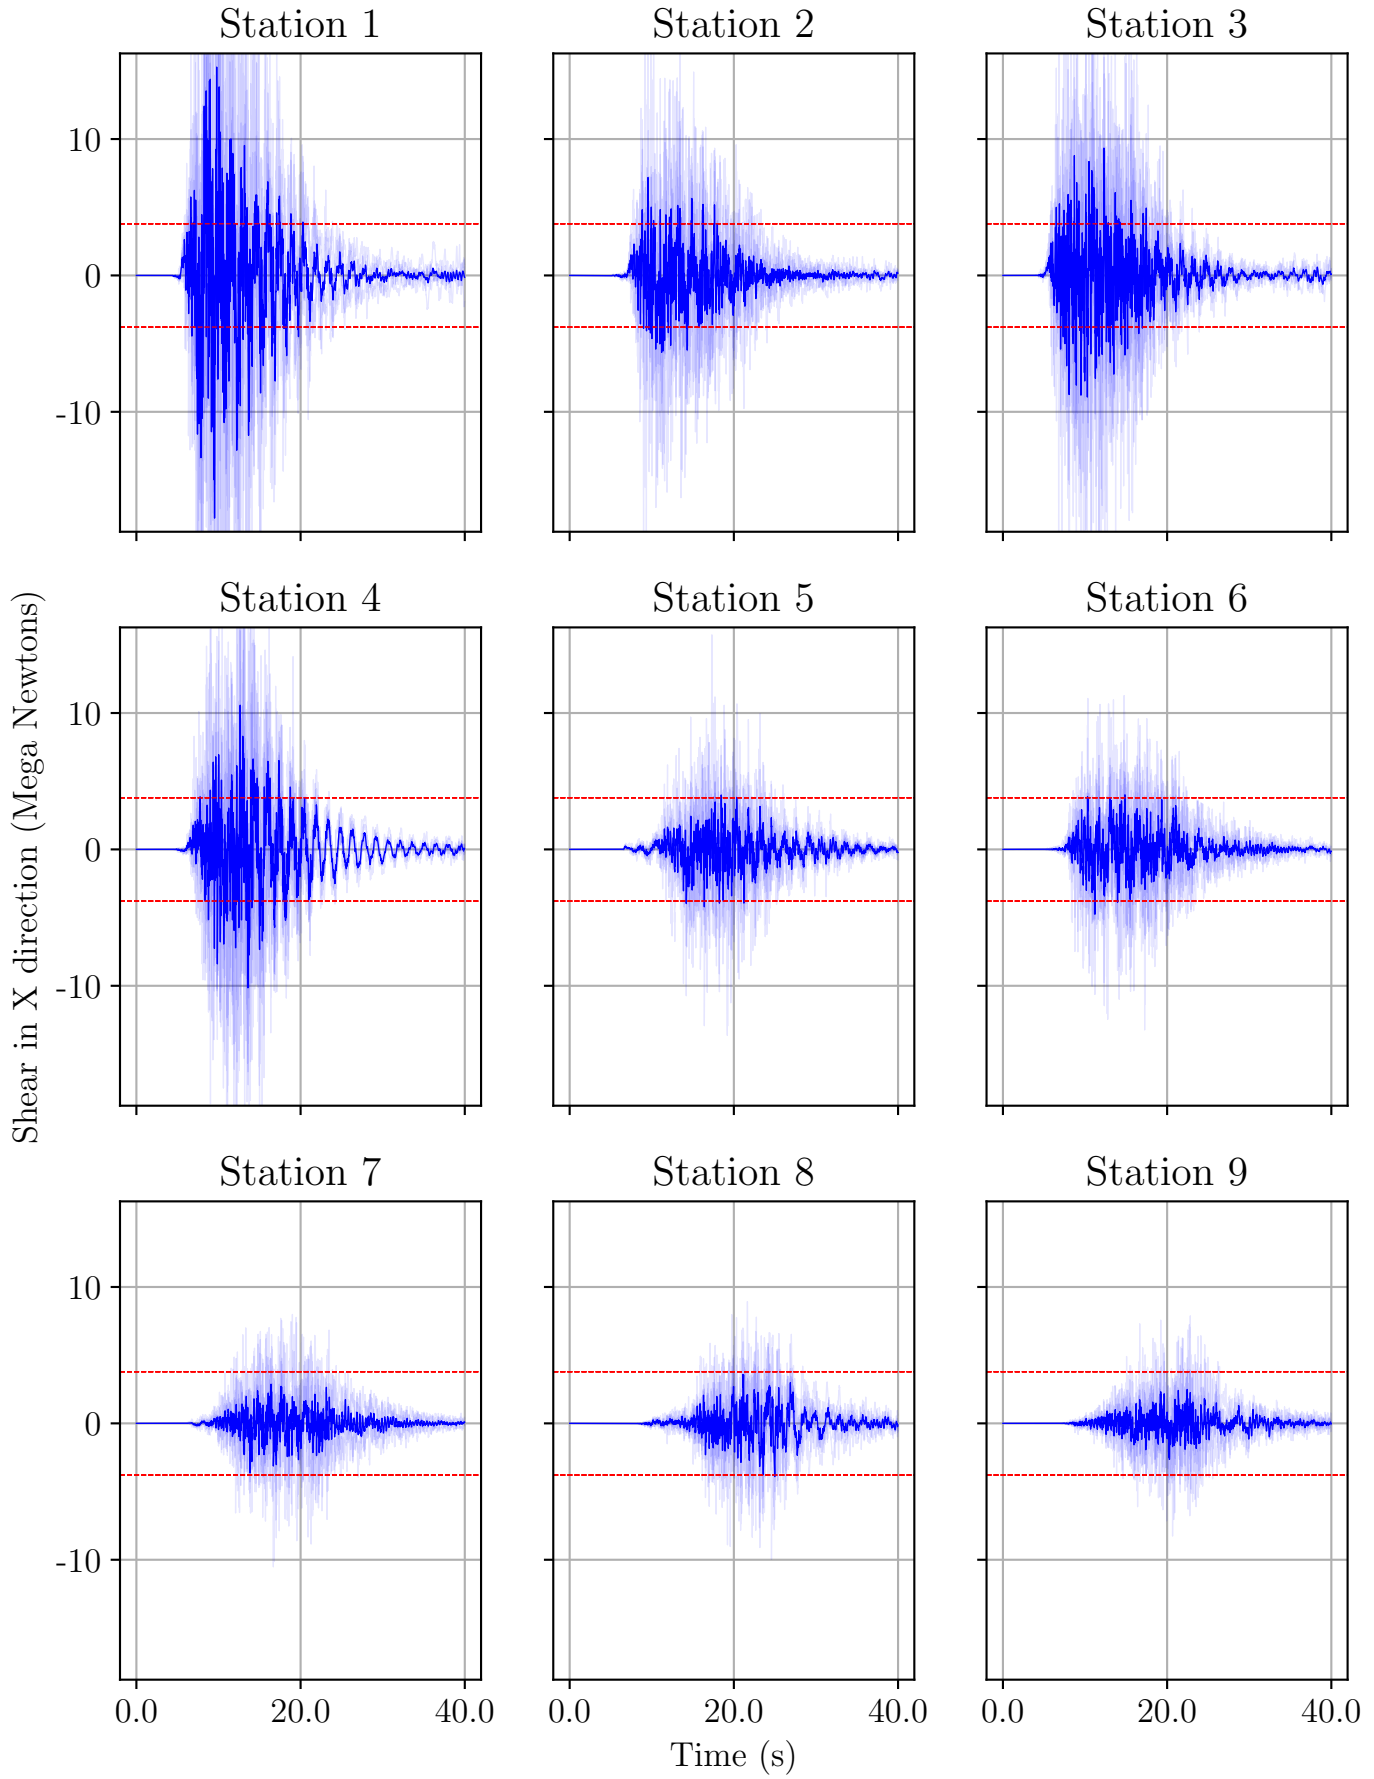 Station 1
Station 2
Station 3
10
0
-10
Shear in X direction (Mega Newtons)
Station 4
Station 5
Station 6
10
0
-10
Station 7
Station 8
Station 9
10
0
-10
0.0 20.0 40.0
0.0 20.0 40.0
0.0 20.0 40.0
Time (s)